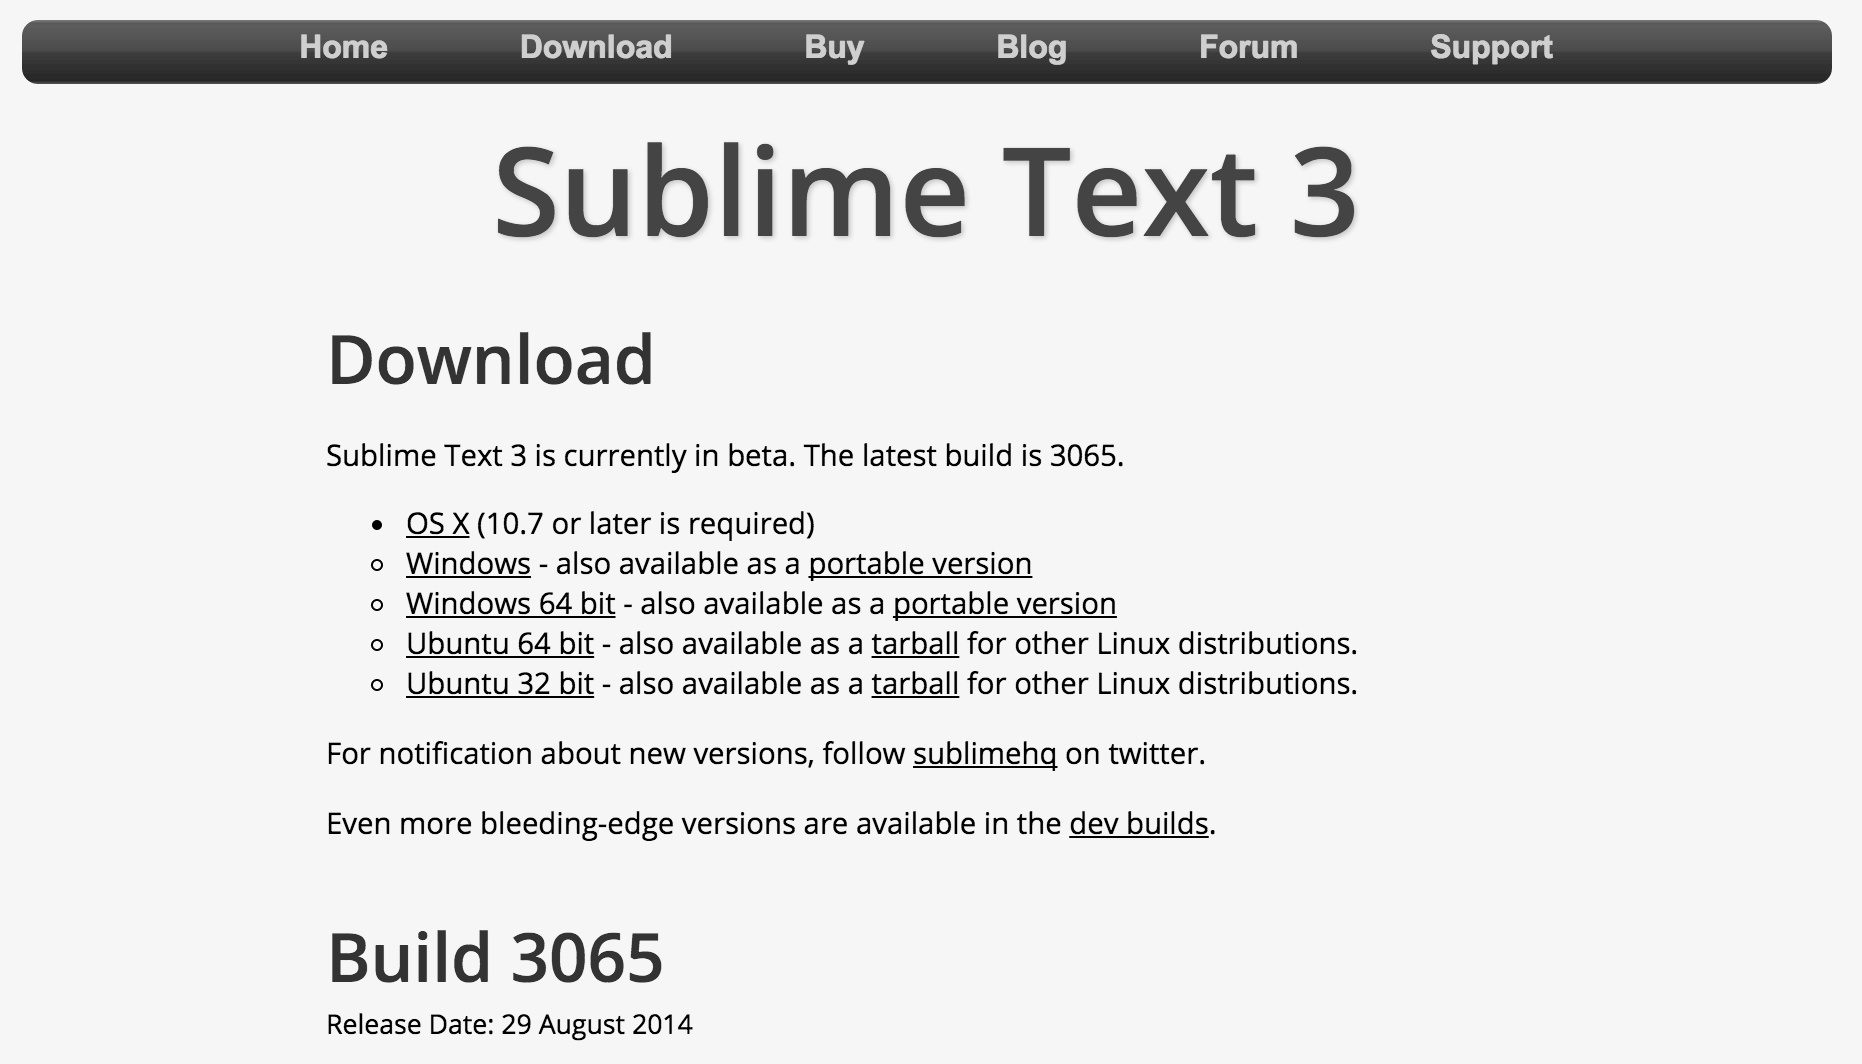 Home Download Buy Blog Forum Support
Sublime Text 3
Download
Sublime Text 3 is currently in beta. The latest build is 3065.
OS X (10.7 or later is required)
Windows - also available as a portable version
Windows 64 bit - also available as a portable version
Ubuntu 64 bit - also available as a tarball for other Linux distributions.
Ubuntu 32 bit - also available as a tarball for other Linux distributions.
For notification about new versions, follow sublimehq on twitter.
Even more bleeding-edge versions are available in the dev builds.
Build 3065
Release Date: 29 August 2014